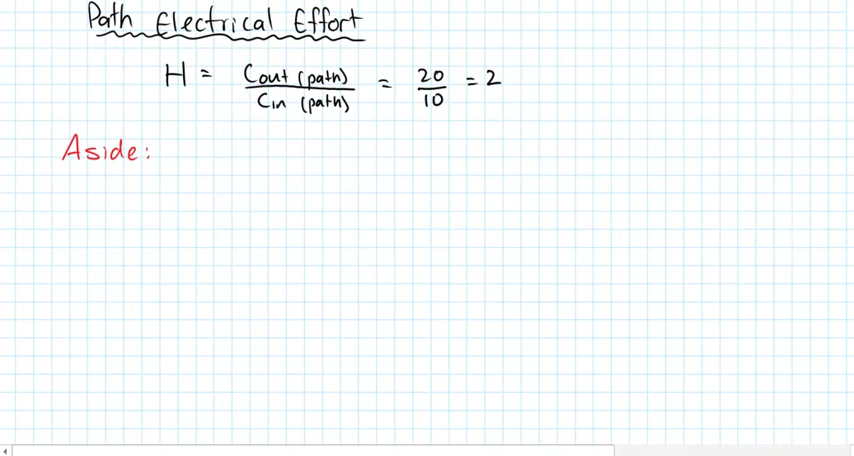 Path Electrical Effort
H = Cout (path) / Cin (path) = 20 / 10 = 2
Aside: